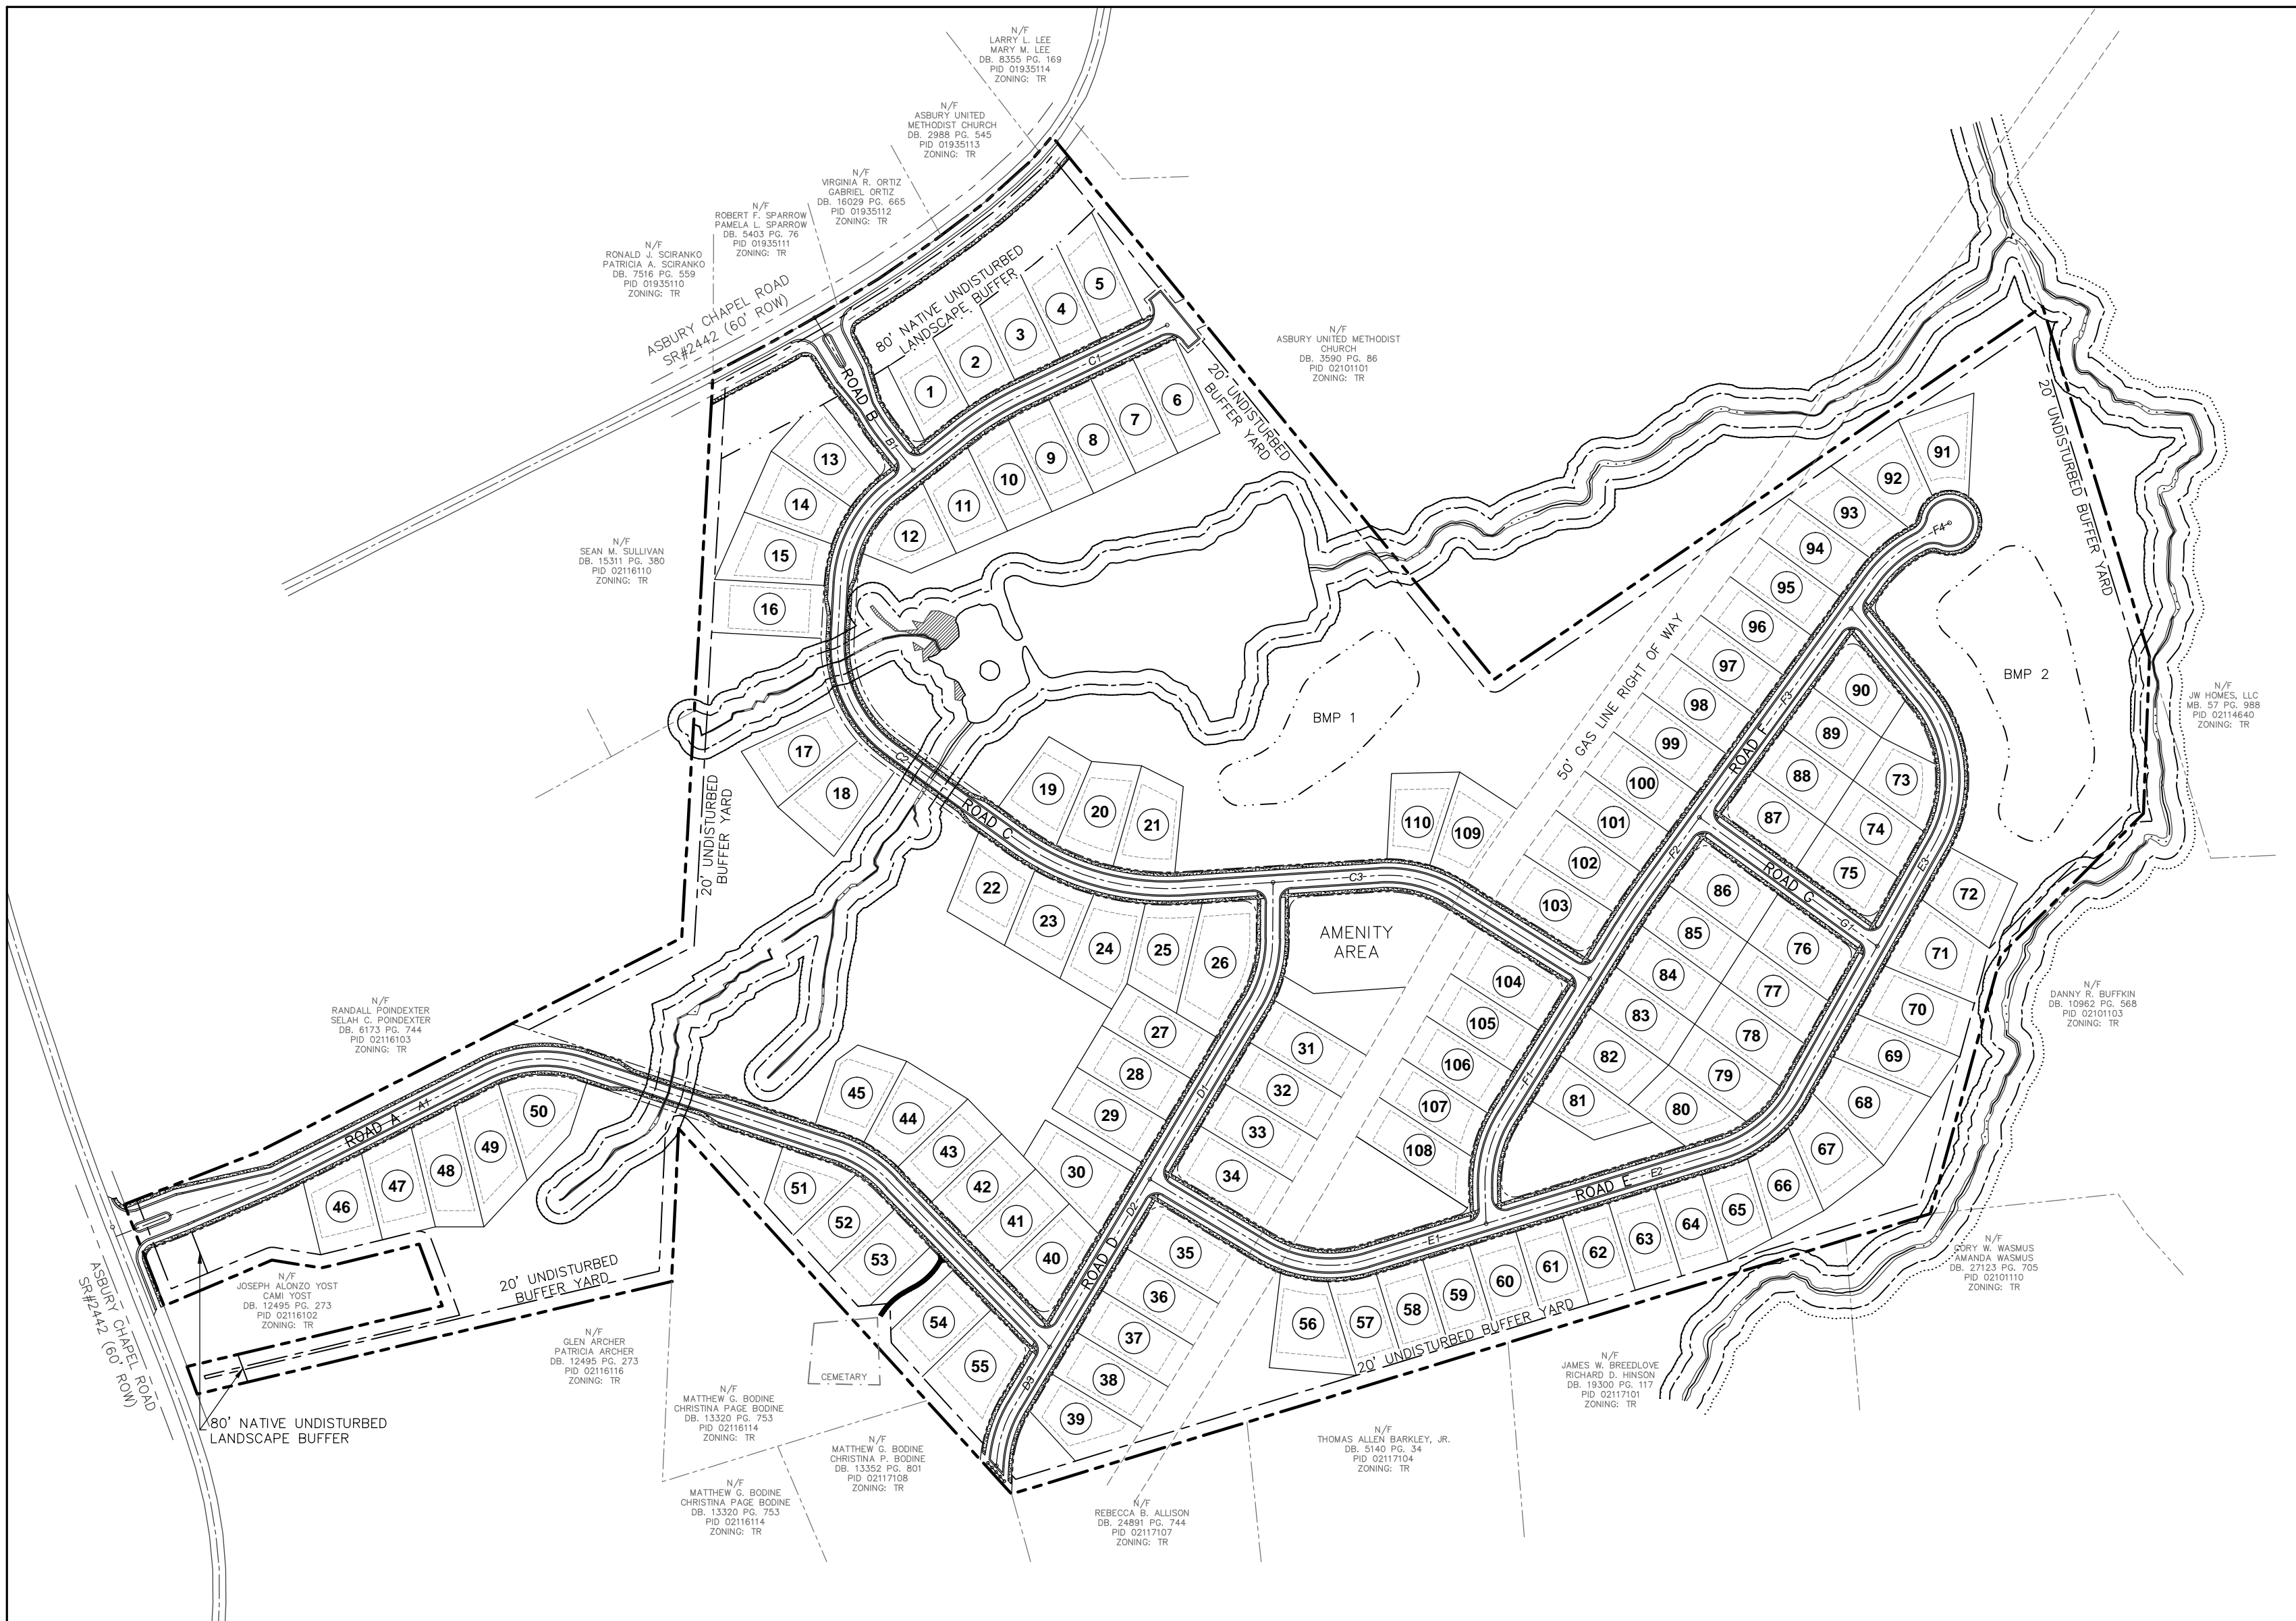 N/F
LARRY L. LEE
MARY M. LEE
DB. 8355 PG. 169
PID 01935114
ZONING: TR
N/F
ASBURY UNITED
METHODIST CHURCH
DB. 2988 PG. 545
PID 01935113
ZONING: TR
N/F
VIRGINIA R. ORTIZ
GABRIEL ORTIZ
DB. 16029 PG. 665
PID 01935112
ZONING: TR
N/F
ROBERT F. SPARROW
PAMELA L. SPARROW
DB. 5403 PG. 76
PID 01935111
ZONING: TR
N/F
RONALD J. SCIRANKO
PATRICIA A. SCIRANKO
DB. 7516 PG. 559
PID 01935110
ZONING: TR
ASBURY CHAPEL ROAD
SR#2442 (60' ROW)
80' NATIVE UNDISTURBED
LANDSCAPE BUFFER
1
2
3
4
5
C1
ROAD B
B1
6
7
8
9
10
11
12
20' UNDISTURBED
BUFFER YARD
N/F
ASBURY UNITED METHODIST
CHURCH
DB. 3590 PG. 86
PID 02101101
ZONING: TR
13
14
15
16
N/F
SEAN M. SULLIVAN
DB. 15311 PG. 380
PID 02116110
ZONING: TR
17
18
20' UNDISTURBED
BUFFER YARD
C2
ROAD C
19
20
21
22
23
24
25
26
C3
BMP 1
110
109
50' GAS LINE RIGHT OF WAY
AMENITY
AREA
91
92
93
94
95
96
97
98
99
100
101
102
103
F4
20' UNDISTURBED BUFFER YARD
BMP 2
N/F
JW HOMES, LLC
MB. 57 PG. 988
PID 02114640
ZONING: TR
ROAD F
F3
F2
F1
90
89
88
87
73
74
75
E3
ROAD G
G1
72
71
70
69
68
67
66
65
64
63
62
61
60
59
58
57
56
86
85
84
83
82
81
76
77
78
79
80
104
105
106
107
108
N/F
DANNY R. BUFFKIN
DB. 10962 PG. 568
PID 02101103
ZONING: TR
27
28
29
30
31
32
33
34
D1
D2
ROAD D
D3
E1
ROAD E
E2
35
36
37
38
39
N/F
RANDALL POINDEXTER
SELAH C. POINDEXTER
DB. 6173 PG. 744
PID 02116103
ZONING: TR
ROAD A
A1
46
47
48
49
50
45
44
43
42
41
40
51
52
53
54
55
CEMETARY
ASBURY CHAPEL ROAD
SR#2442 (60' ROW)
N/F
JOSEPH ALONZO YOST
CAMI YOST
DB. 12495 PG. 273
PID 02116102
ZONING: TR
20' UNDISTURBED
BUFFER YARD
80' NATIVE UNDISTURBED
LANDSCAPE BUFFER
N/F
GLEN ARCHER
PATRICIA ARCHER
DB. 12495 PG. 273
PID 02116116
ZONING: TR
N/F
MATTHEW G. BODINE
CHRISTINA PAGE BODINE
DB. 13320 PG. 753
PID 02116114
ZONING: TR
N/F
MATTHEW G. BODINE
CHRISTINA P. BODINE
DB. 13352 PG. 801
PID 02117108
ZONING: TR
N/F
MATTHEW G. BODINE
CHRISTINA PAGE BODINE
DB. 13320 PG. 753
PID 02116114
ZONING: TR
N/F
REBECCA B. ALLISON
DB. 24891 PG. 744
PID 02117107
ZONING: TR
20' UNDISTURBED BUFFER YARD
N/F
THOMAS ALLEN BARKLEY, JR.
DB. 5140 PG. 34
PID 02117104
ZONING: TR
N/F
JAMES W. BREEDLOVE
RICHARD D. HINSON
DB. 19300 PG. 117
PID 02117101
ZONING: TR
N/F
CORY W. WASMUS
AMANDA WASMUS
DB. 27123 PG. 705
PID 02101110
ZONING: TR